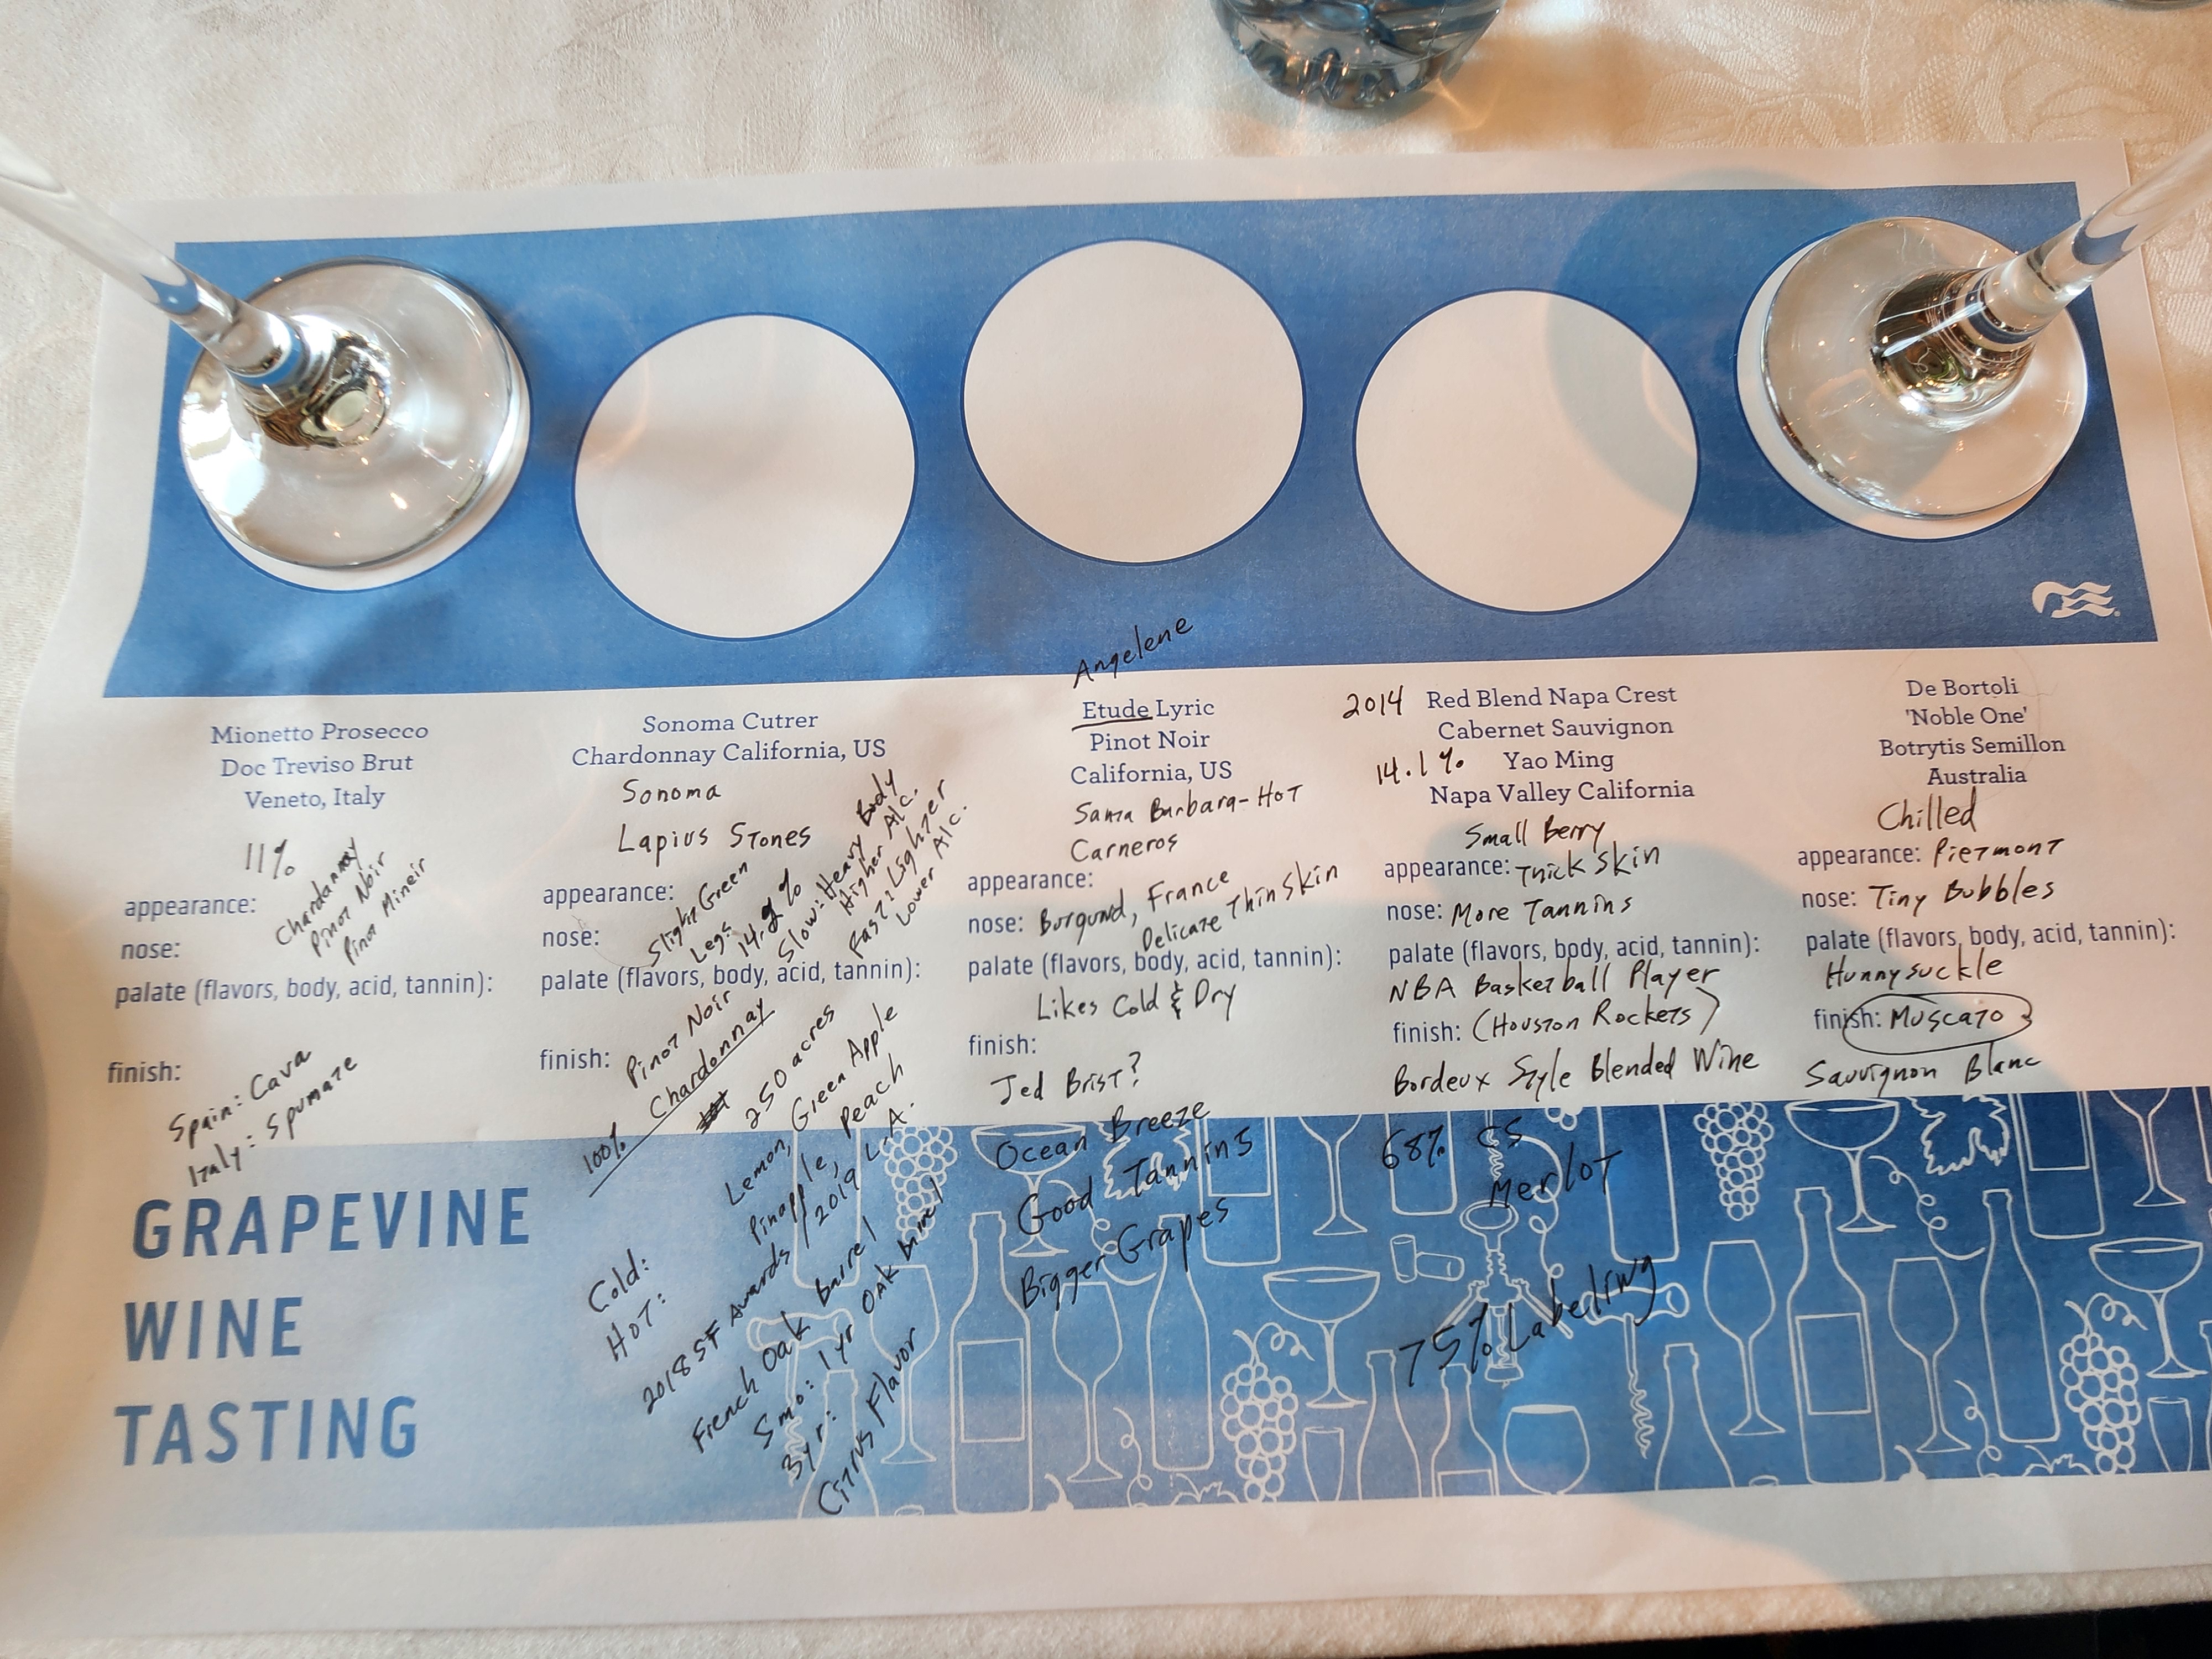 Angelene
Mionetto Prosecco
Doc Treviso Brut
Veneto, Italy
11%
Chardannay
Pinot Noir
Pinot Mineir
appearance:
nose:
palate (flavors, body, acid, tannin):
finish:
Spain: Cava
Italy: Spumate
Sonoma Cutrer
Chardonnay California, US
Sonoma
Lapius Stones
appearance:
Slight Green
Legs
14.2%
Slow: Heavy Body
Higher Alc.
Fast: Lighter
Lower Alc.
nose:
palate (flavors, body, acid, tannin):
finish:
Pinot Noir
100% Chardonnay
250 acres
Lemon, Green Apple
Pinapple, Peach
Cold:
Hot:
2018 SF Awards / 2019 L.A.
French Oak barrel
5mo: 1yr Oak barrel
3yr:
Citrus Flavor
Etude Lyric
Pinot Noir
California, US
Santa Barbara-Hot
Carneros
appearance:
nose: Burgund, France
Delicate Thin Skin
palate (flavors, body, acid, tannin):
Likes Cold & Dry
finish:
Jed Brist?
Ocean Breeze
Good Tannins
Bigger Grapes
2014 Red Blend Napa Crest
Cabernet Sauvignon
14.1% Yao Ming
Napa Valley California
Small Berry
appearance: Thick Skin
nose: More Tannins
palate (flavors, body, acid, tannin):
NBA Basketball Player
finish: (Houston Rockets)
Bordeux Style Blended Wine
68% CS
Merlot
75% Labeling
De Bortoli
'Noble One'
Botrytis Semillon
Australia
Chilled
appearance: Pietmont
nose: Tiny Bubbles
palate (flavors, body, acid, tannin):
Hunnysuckle
finish: Muscato
Sauvignon Blanc
GRAPEVINE
WINE
TASTING